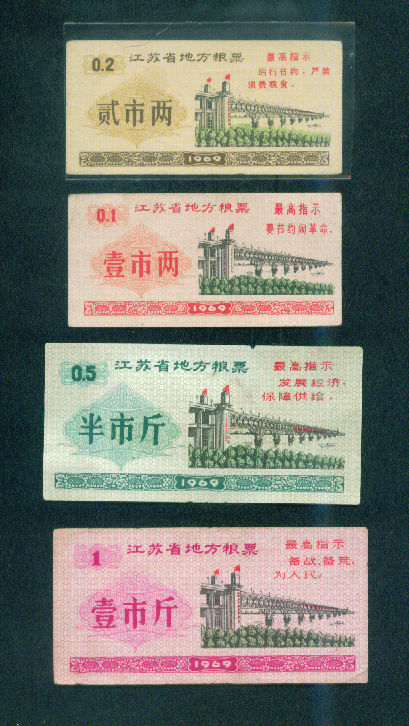 0.2
江苏省地方粮票
最高指示
厉行节约，严禁
浪费粮食。
贰市两
1969
0.1
江苏省地方粮票
最高指示
要节约闹革命。
壹市两
1969
0.5
江苏省地方粮票
最高指示
发展经济，
保障供给。
半市斤
1969
1
江苏省地方粮票
最高指示
备战、备荒、
为人民。
壹市斤
1969